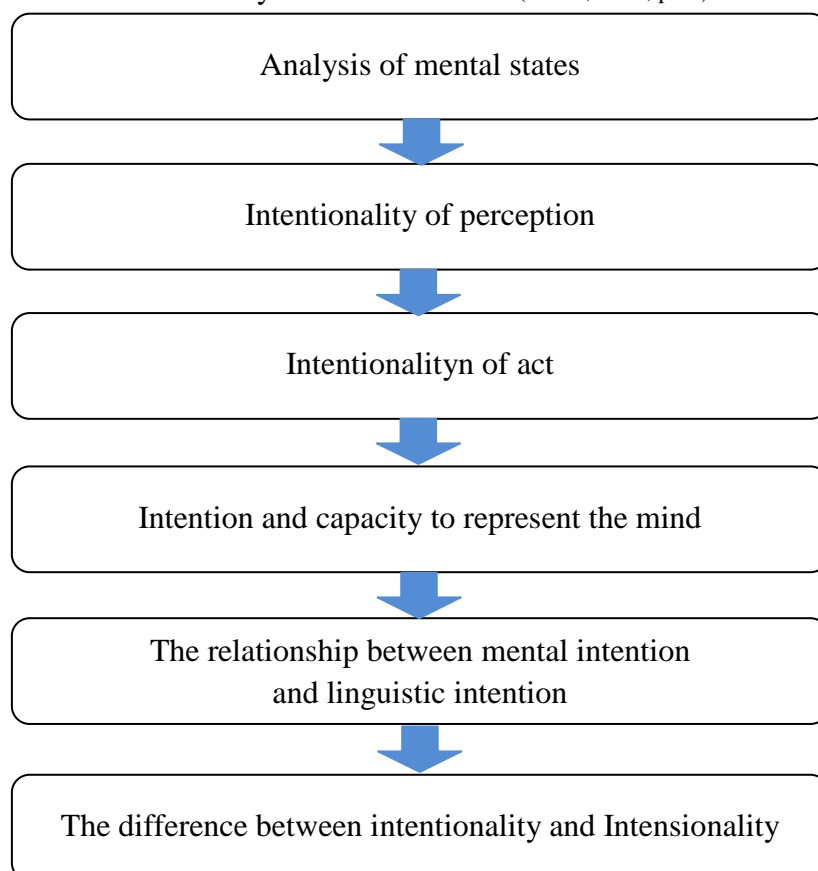 Analysis of mental states
Intentionality of perception
Intentionalityn of act
Intention and capacity to represent the mind
The relationship between mental intention
and linguistic intention
The difference between intentionality and Intensionality